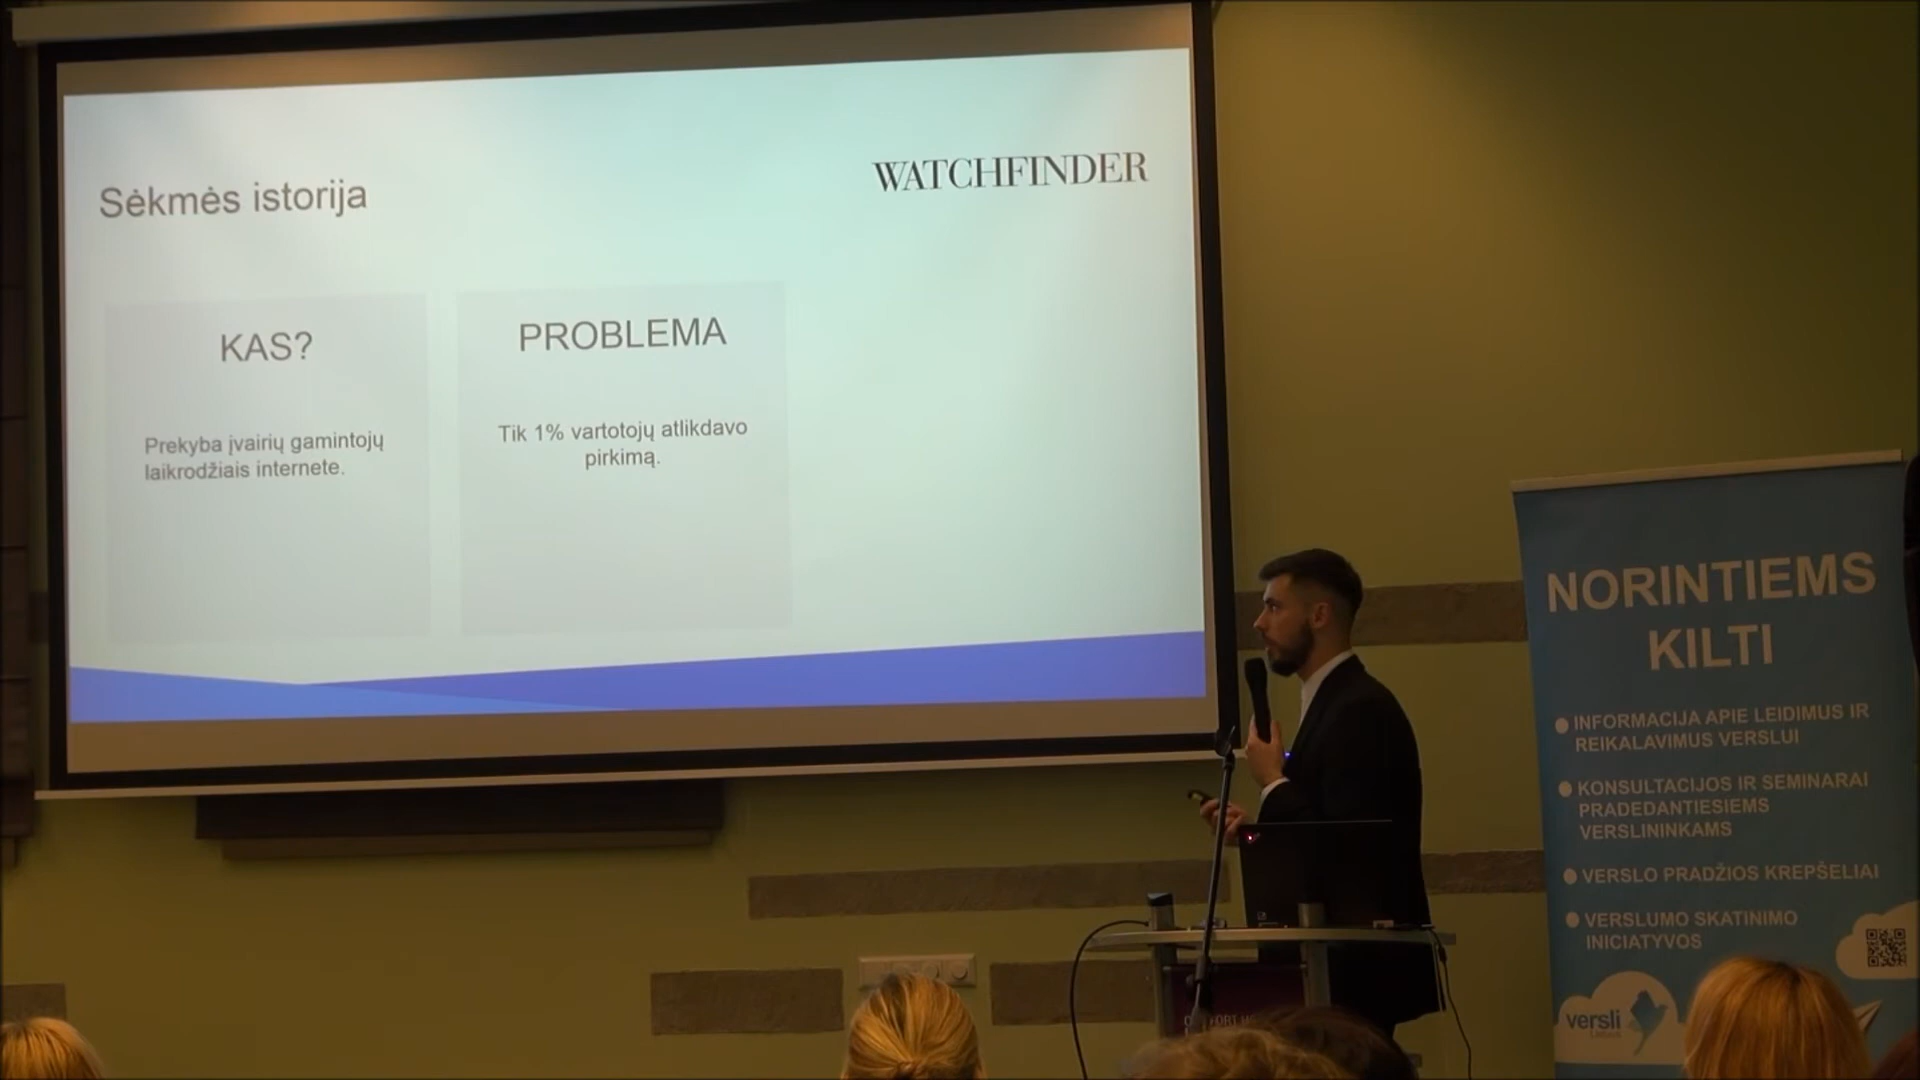 Sėkmės istorija
WATCHFINDER
KAS?
Prekyba įvairių gamintojų
laikrodžiais internete.
PROBLEMA
Tik 1% vartotojų atlikdavo
pirkimą.
NORINTIEMS
KILTI
● INFORMACIJA APIE LEIDIMUS IR
REIKALAVIMUS VERSLUI
● KONSULTACIJOS IR SEMINARAI
PRADEDANTIESIEMS
VERSLININKAMS
● VERSLO PRADŽIOS KREPŠELIAI
● VERSLUMO SKATINIMO
INICIATYVOS
versli
Lietuva